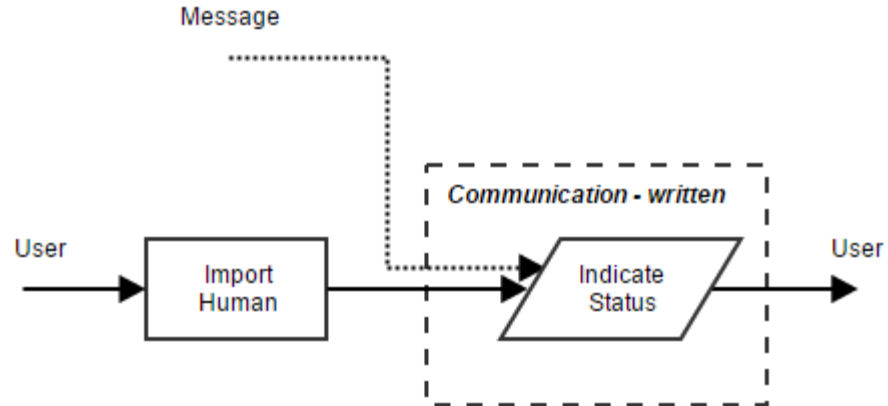 Message
Communication - written
User
Import
Human
Indicate
Status
User